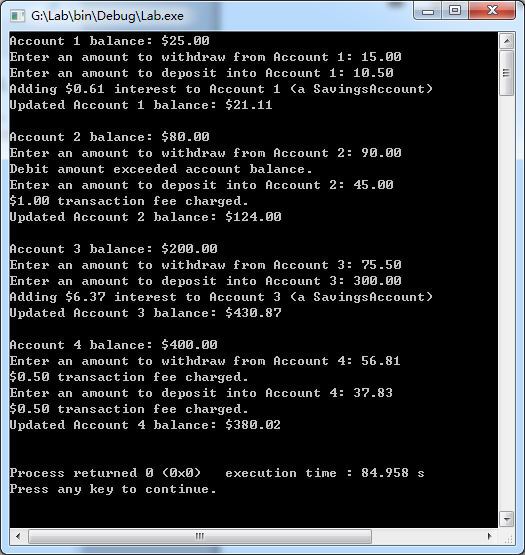 G:\Lab\bin\Debug\Lab.exe
Account 1 balance: $25.00
Enter an amount to withdraw from Account 1: 15.00
Enter an amount to deposit into Account 1: 10.50
Adding $0.61 interest to Account 1 (a SavingsAccount)
Updated Account 1 balance: $21.11

Account 2 balance: $80.00
Enter an amount to withdraw from Account 2: 90.00
Debit amount exceeded account balance.
Enter an amount to deposit into Account 2: 45.00
$1.00 transaction fee charged.
Updated Account 2 balance: $124.00

Account 3 balance: $200.00
Enter an amount to withdraw from Account 3: 75.50
Enter an amount to deposit into Account 3: 300.00
Adding $6.37 interest to Account 3 (a SavingsAccount)
Updated Account 3 balance: $430.87

Account 4 balance: $400.00
Enter an amount to withdraw from Account 4: 56.81
$0.50 transaction fee charged.
Enter an amount to deposit into Account 4: 37.83
$0.50 transaction fee charged.
Updated Account 4 balance: $380.02

Process returned 0 (0x0)   execution time : 84.958 s
Press any key to continue.